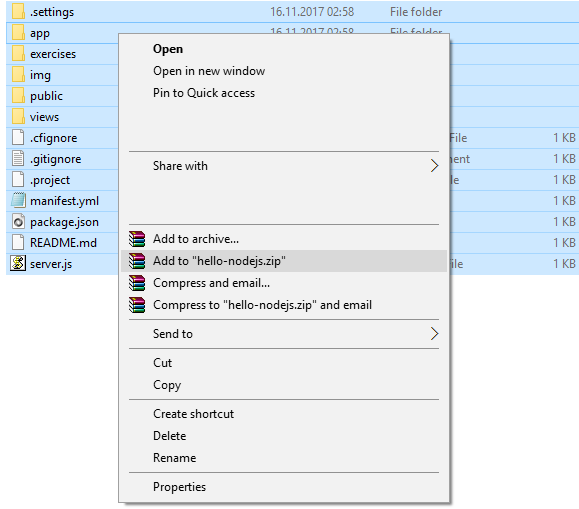 .settings 16.11.2017 02:58 File folder
app 16.11.2017 02:58 File folder
exercises
img
public
views
.cfignore File 1 KB
.gitignore ment 1 KB
.project le 1 KB
manifest.yml 1 KB
package.json 1 KB
README.md 1 KB
server.js file 1 KB
Open
Open in new window
Pin to Quick access
Share with
Add to archive...
Add to "hello-nodejs.zip"
Compress and email...
Compress to "hello-nodejs.zip" and email
Send to
Cut
Copy
Create shortcut
Delete
Rename
Properties